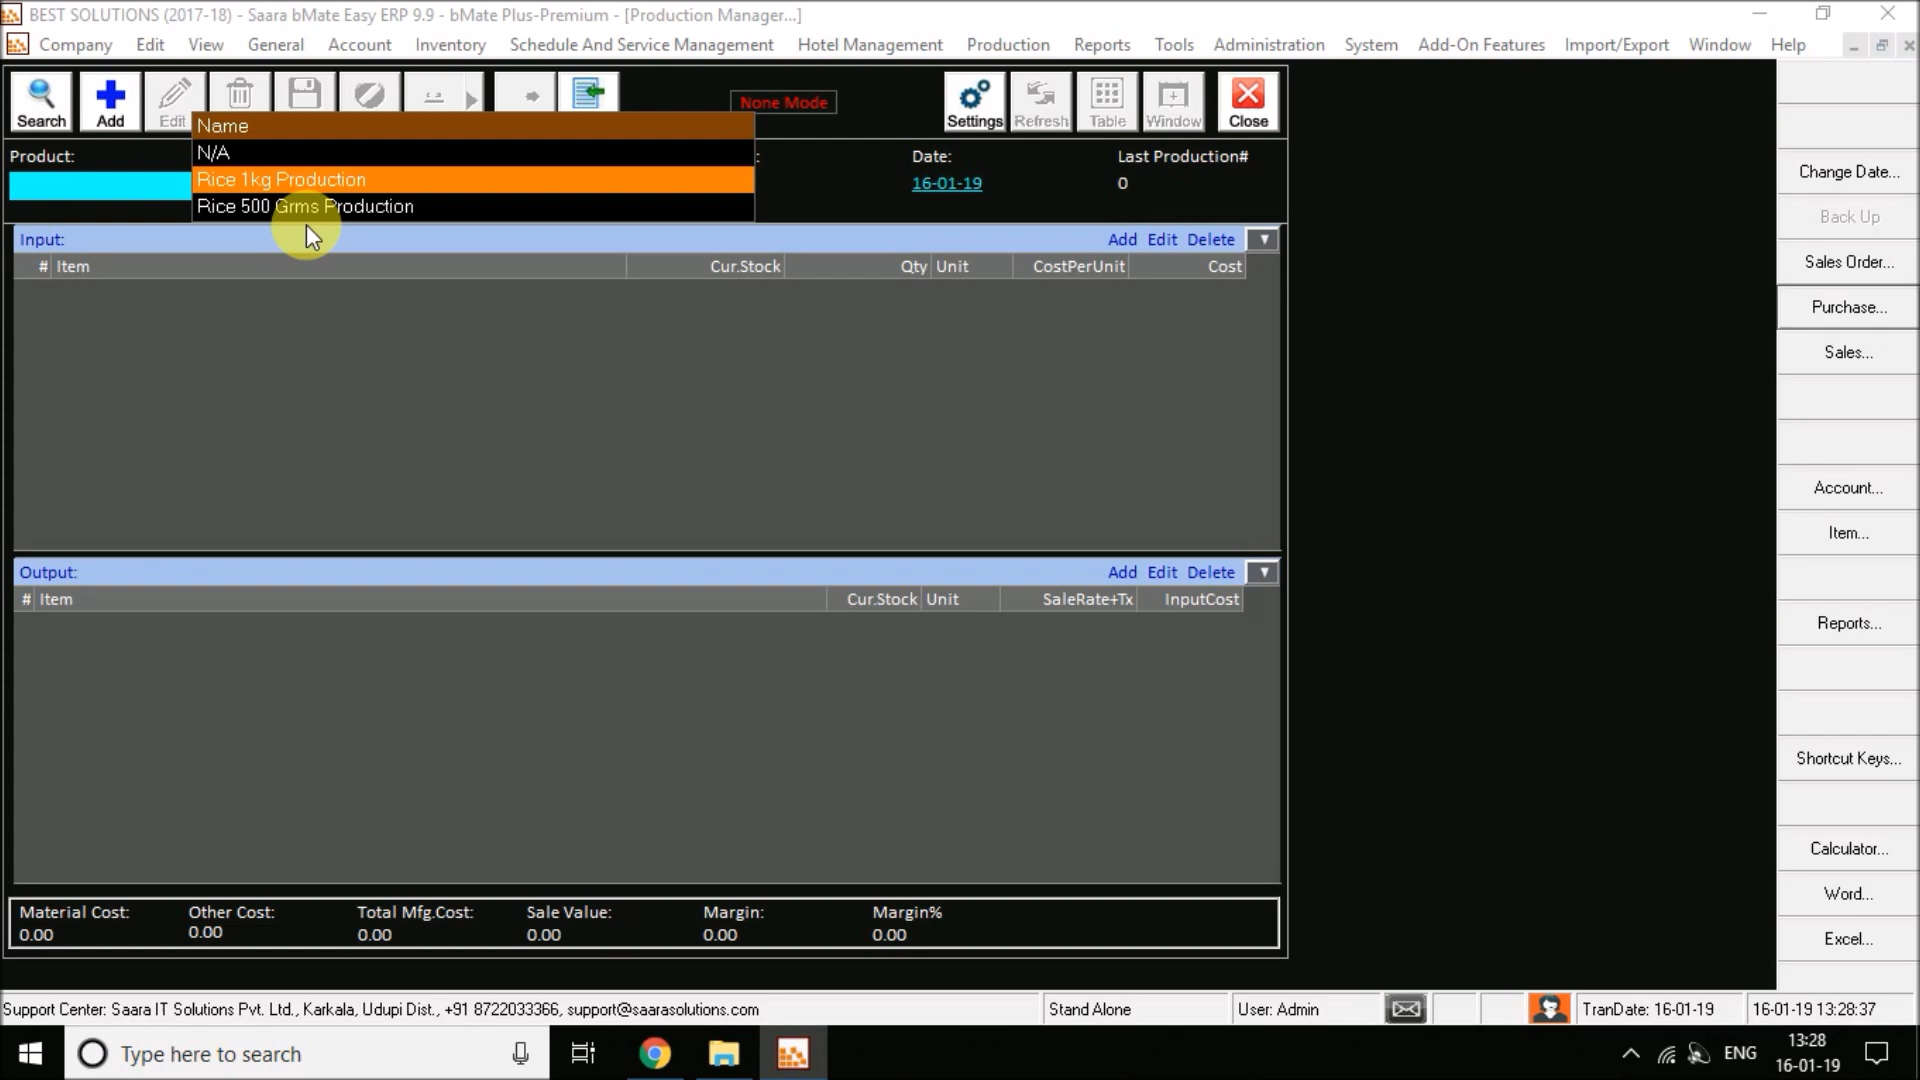 BEST SOLUTIONS (2017-18) - Saara bMate Easy ERP 9.9 - bMate Plus-Premium - [Production Manager...]
Company Edit View General Account Inventory Schedule And Service Management Hotel Management Production Reports Tools Administration System Add-On Features Import/Export Window Help
Search Add Edit None Mode Settings Refresh Table Window Close
Name
N/A
Rice 1kg Production
Rice 500 Grms Production
Product: : Date: Last Production#
16-01-19 0
Input: Add Edit Delete
# Item Cur.Stock Qty Unit CostPerUnit Cost
Output: Add Edit Delete
# Item Cur.Stock Unit SaleRate+Tx InputCost
Material Cost: Other Cost: Total Mfg.Cost: Sale Value: Margin: Margin%
0.00 0.00 0.00 0.00 0.00 0.00
Change Date...
Back Up
Sales Order...
Purchase...
Sales...
Account...
Item...
Reports...
Shortcut Keys...
Calculator...
Word...
Excel...
Support Center: Saara IT Solutions Pvt. Ltd., Karkala, Udupi Dist., +91 8722033366, support@saarasolutions.com Stand Alone User: Admin TranDate: 16-01-19 16-01-19 13:28:37
Type here to search ENG 13:28
16-01-19